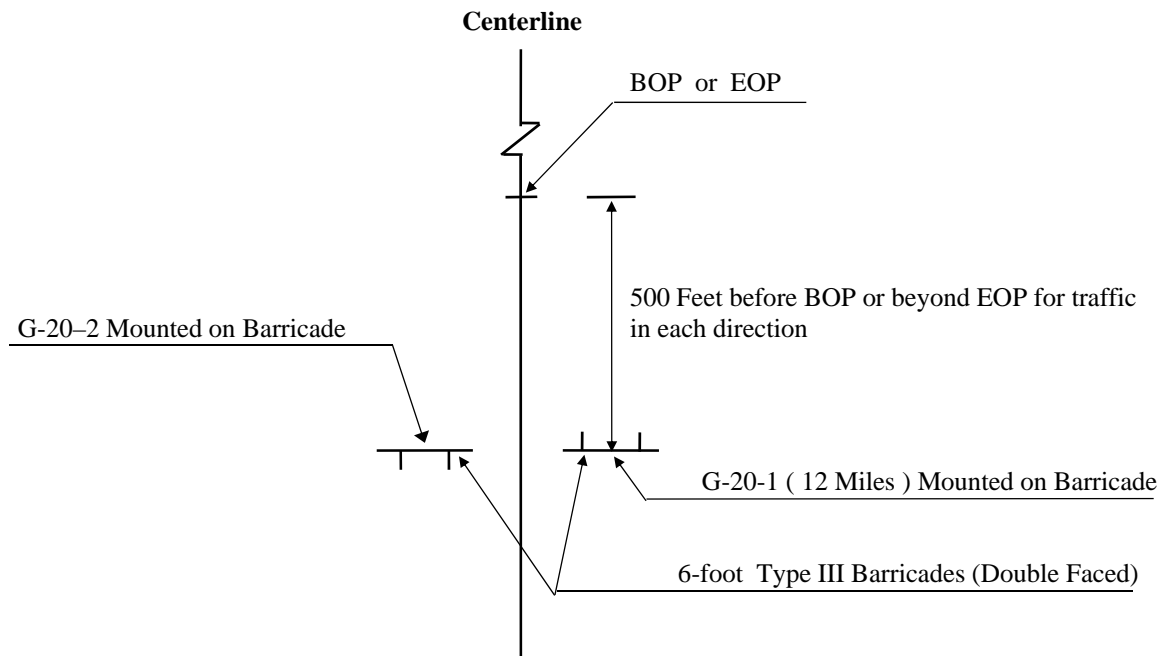 Centerline
BOP or EOP
500 Feet before BOP or beyond EOP for traffic
in each direction
G-20–2 Mounted on Barricade
G-20-1 ( 12 Miles ) Mounted on Barricade
6-foot Type III Barricades (Double Faced)